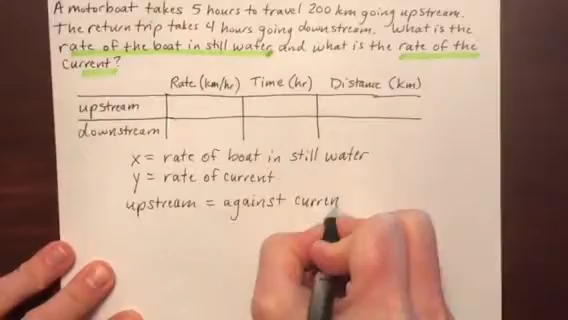 A motorboat takes 5 hours to travel 200 km going upstream.
The return trip takes 4 hours going downstream. What is the
rate of the boat in still water and what is the rate of the
current?
Rate (km/hr) Time (hr) Distance (km)
upstream
downstream
x = rate of boat in still water
y = rate of current
upstream = against curren